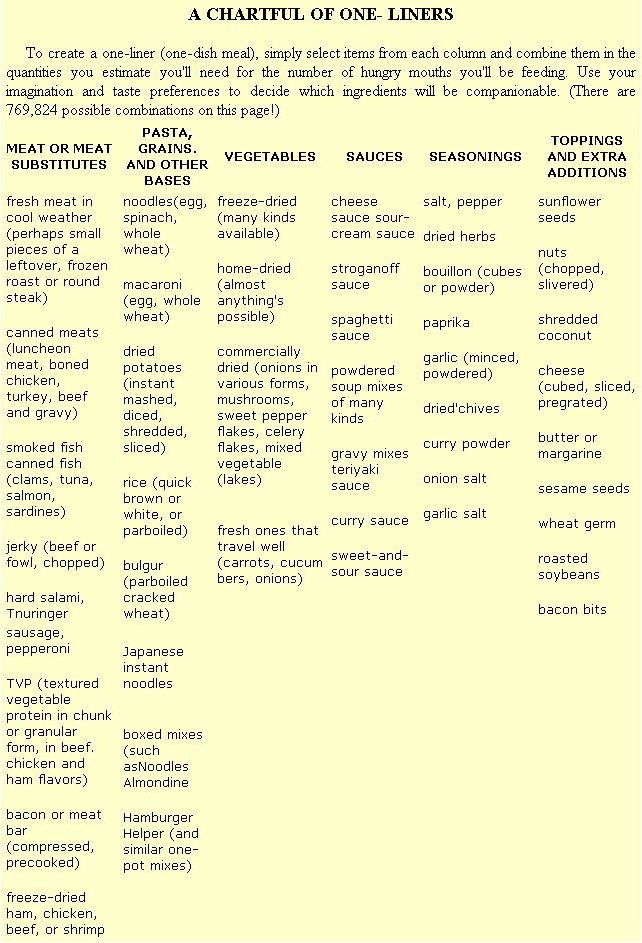 A CHARTFUL OF ONE- LINERS
To create a one-liner (one-dish meal), simply select items from each column and combine them in the
quantities you estimate you'll need for the number of hungry mouths you'll be feeding. Use your
imagination and taste preferences to decide which ingredients will be companionable. (There are
769,824 possible combinations on this page!)
MEAT OR MEAT
SUBSTITUTES
fresh meat in
cool weather
(perhaps small
pieces of a
leftover, frozen
roast or round
steak)
canned meats
(luncheon
meat, boned
chicken,
turkey, beef
and gravy)
smoked fish
canned fish
(clams, tuna,
salmon,
sardines)
jerky (beef or
fowl, chopped)
hard salami,
Tnuringer
sausage,
pepperoni
TVP (textured
vegetable
protein in chunk
or granular
form, in beef.
chicken and
ham flavors)
bacon or meat
bar
(compressed,
precooked)
freeze-dried
ham, chicken,
beef, or shrimp
PASTA,
GRAINS.
AND OTHER
BASES
noodles(egg,
spinach,
whole
wheat)
macaroni
(egg, whole
wheat)
dried
potatoes
(instant
mashed,
diced,
shredded,
sliced)
rice (quick
brown or
white, or
parboiled)
bulgur
(parboiled
cracked
wheat)
Japanese
instant
noodles
boxed mixes
(such
asNoodles
Almondine
Hamburger
Helper (and
similar one-
pot mixes)
VEGETABLES
freeze-dried
(many kinds
available)
home-dried
(almost
anything's
possible)
commercially
dried (onions in
various forms,
mushrooms,
sweet pepper
flakes, celery
flakes, mixed
vegetable
(lakes)
fresh ones that
travel well
(carrots, cucum
bers, onions)
SAUCES
cheese
sauce sour-
cream sauce
stroganoff
sauce
spaghetti
sauce
powdered
soup mixes
of many
kinds
gravy mixes
teriyaki
sauce
curry sauce
sweet-and-
sour sauce
SEASONINGS
salt, pepper
dried herbs
bouillon (cubes
or powder)
paprika
garlic (minced,
powdered)
dried'chives
curry powder
onion salt
garlic salt
TOPPINGS
AND EXTRA
ADDITIONS
sunflower
seeds
nuts
(chopped,
slivered)
shredded
coconut
cheese
(cubed, sliced,
pregrated)
butter or
margarine
sesame seeds
wheat germ
roasted
soybeans
bacon bits